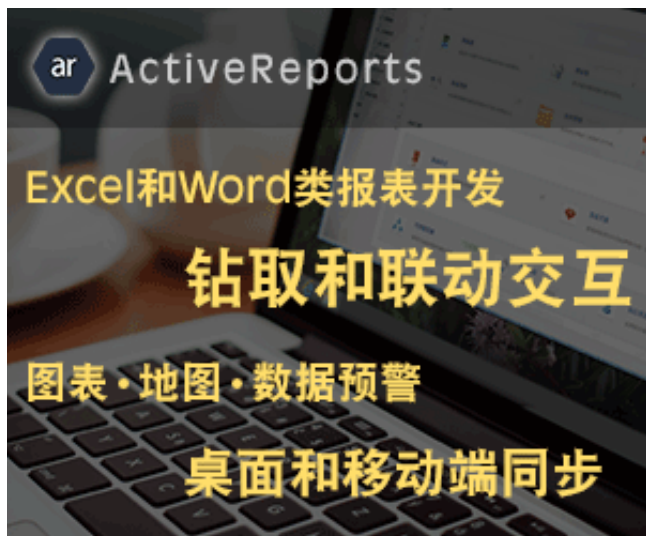 ar ActiveReports
Excel和Word类报表开发
钻取和联动交互
图表·地图·数据预警
桌面和移动端同步